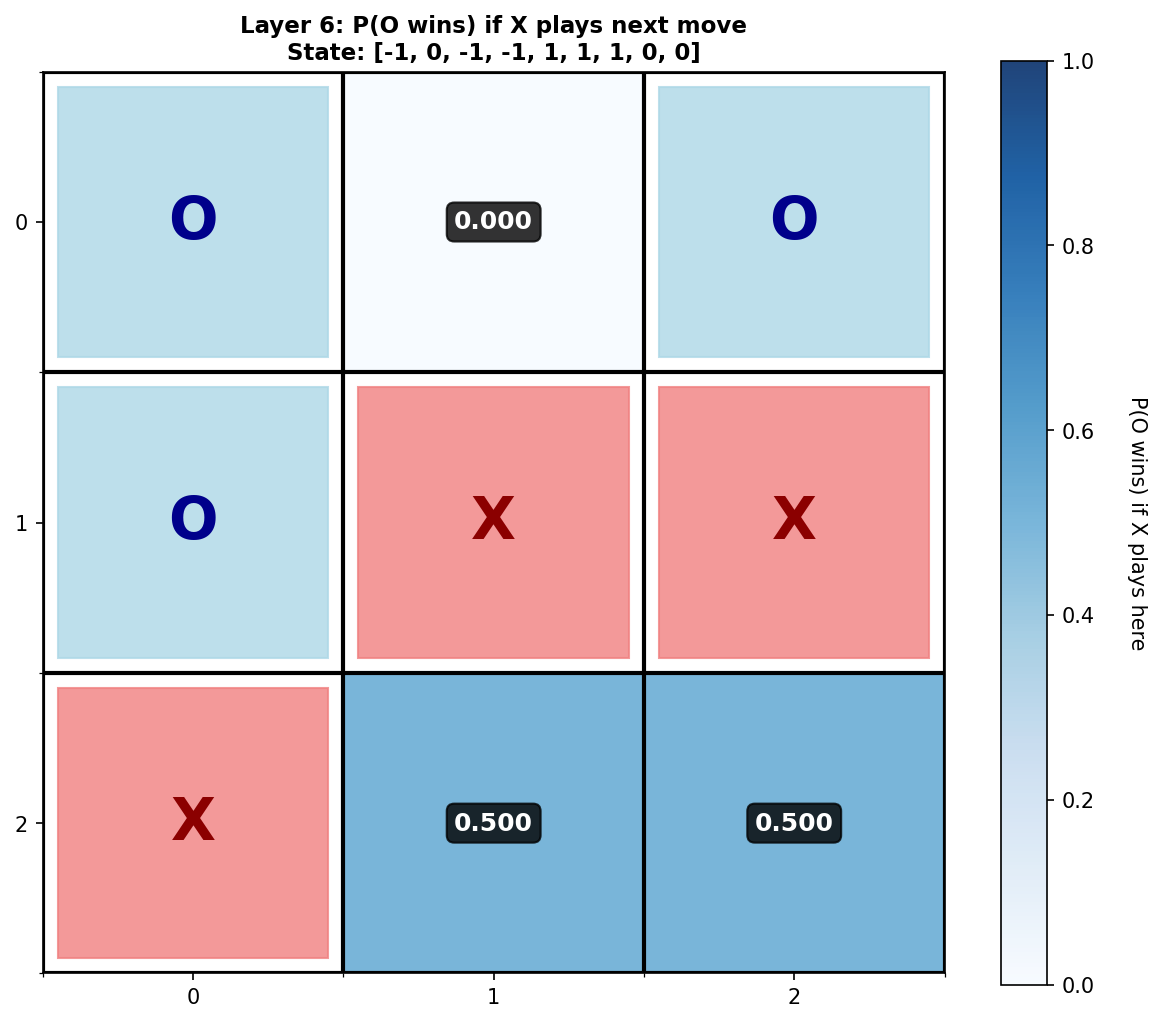 Layer 6: P(O wins) if X plays next move
State: [-1, 0, -1, -1, 1, 1, 1, 0, 0]
O
0.000
O
O
X
X
X
0.500
0.500
0
1
2
0
1
2
1.0
0.8
0.6
0.4
0.2
0.0
P(O wins) if X plays here